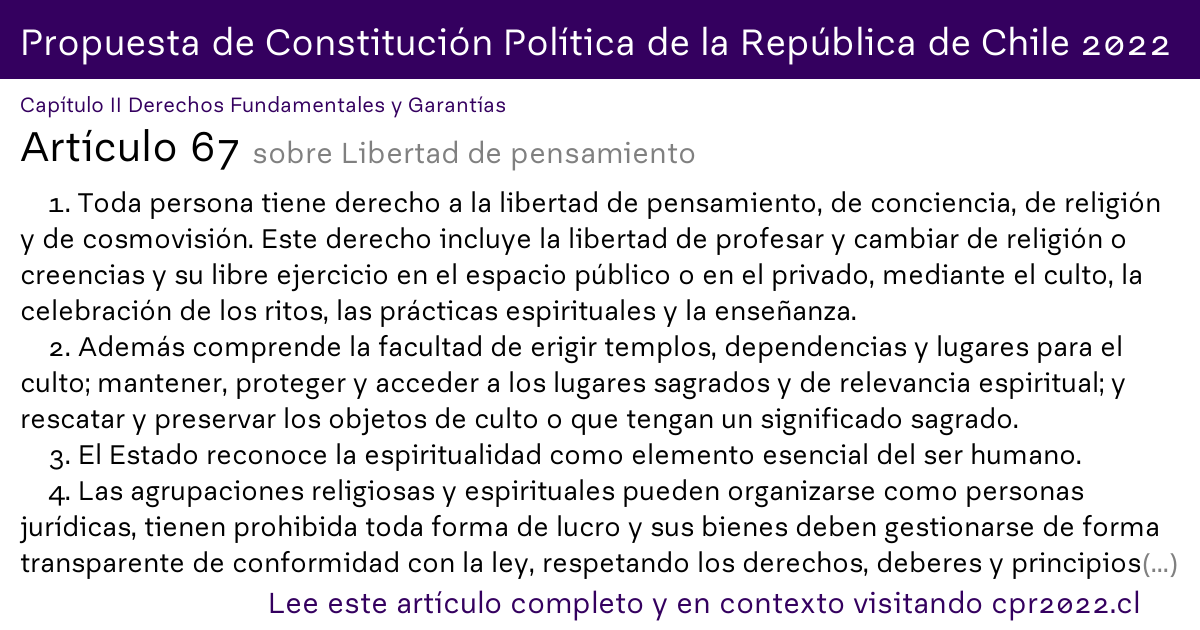 Propuesta de Constitución Política de la República de Chile 2022
Capítulo II Derechos Fundamentales y Garantías
Artículo 67 sobre Libertad de pensamiento
1. Toda persona tiene derecho a la libertad de pensamiento, de conciencia, de religión
y de cosmovisión. Este derecho incluye la libertad de profesar y cambiar de religión o
creencias y su libre ejercicio en el espacio público o en el privado, mediante el culto, la
celebración de los ritos, las prácticas espirituales y la enseñanza.
2. Además comprende la facultad de erigir templos, dependencias y lugares para el
culto; mantener, proteger y acceder a los lugares sagrados y de relevancia espiritual; y
rescatar y preservar los objetos de culto o que tengan un significado sagrado.
3. El Estado reconoce la espiritualidad como elemento esencial del ser humano.
4. Las agrupaciones religiosas y espirituales pueden organizarse como personas
jurídicas, tienen prohibida toda forma de lucro y sus bienes deben gestionarse de forma
transparente de conformidad con la ley, respetando los derechos, deberes y principios(...)
Lee este artículo completo y en contexto visitando cpr2022.cl